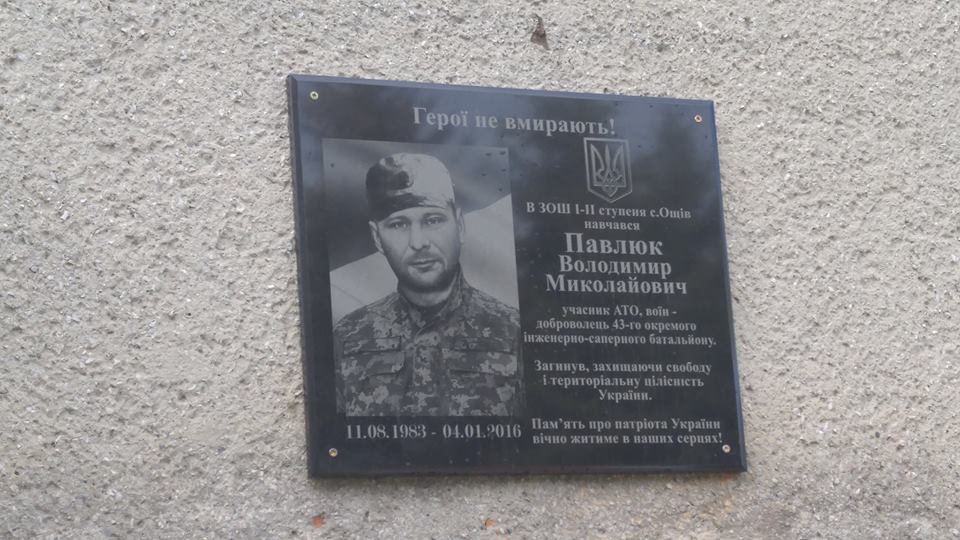 Герої не вмирають!
В ЗОШ І-ІІ ступеня с.Ощів
навчався
Павлюк
Володимир
Миколайович
учасник АТО, воїн -
доброволець 43-го окремого
інженерно-саперного батальйону.
Загинув, захищаючи свободу
і територіальну цілісність
України.
11.08.1983 - 04.01.2016
Пам’ять про патріота України
вічно житиме в наших серцях!